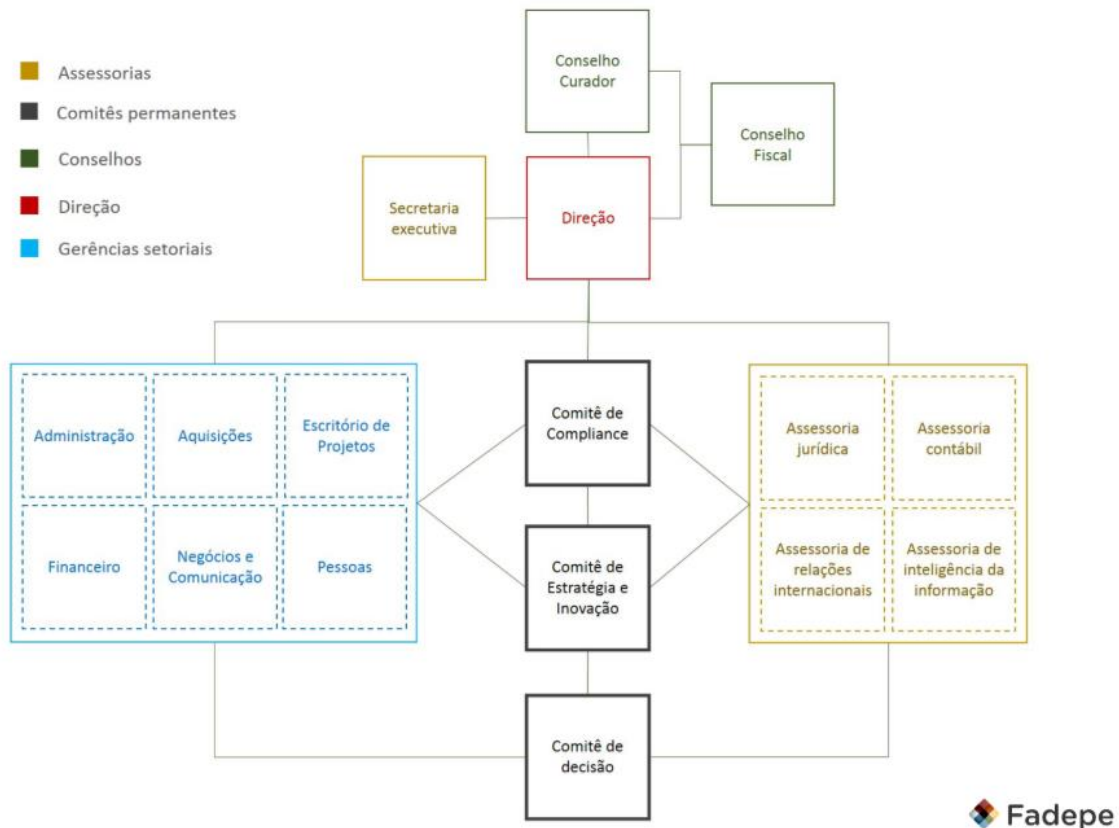 Assessorias
Comitês permanentes
Conselhos
Direção
Gerências setoriais
Conselho
Curador
Conselho
Fiscal
Secretaria
executiva
Direção
Administração
Aquisições
Escritório de
Projetos
Financeiro
Negócios e
Comunicação
Pessoas
Comitê de
Compliance
Comitê de
Estratégia e
Inovação
Comitê de
decisão
Assessoria
jurídica
Assessoria
contábil
Assessoria de
relações
internacionais
Assessoria de
inteligência da
informação
Fadepe